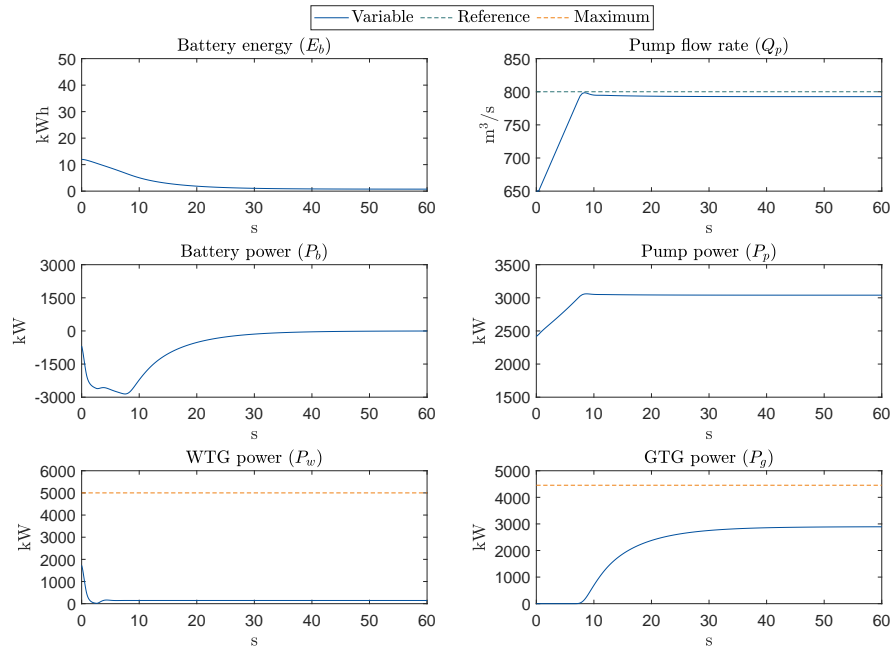 Variable Reference Maximum
Battery energy (E_b)
50
40
30
20
10
0
kWh
0 10 20 30 40 50 60
s
Pump flow rate (Q_p)
850
800
750
700
650
m³/s
0 10 20 30 40 50 60
s
Battery power (P_b)
3000
1500
0
-1500
-3000
kW
0 10 20 30 40 50 60
s
Pump power (P_p)
3500
3000
2500
2000
1500
kW
0 10 20 30 40 50 60
s
WTG power (P_w)
6000
5000
4000
3000
2000
1000
0
kW
0 10 20 30 40 50 60
s
GTG power (P_g)
5000
4000
3000
2000
1000
0
kW
0 10 20 30 40 50 60
s